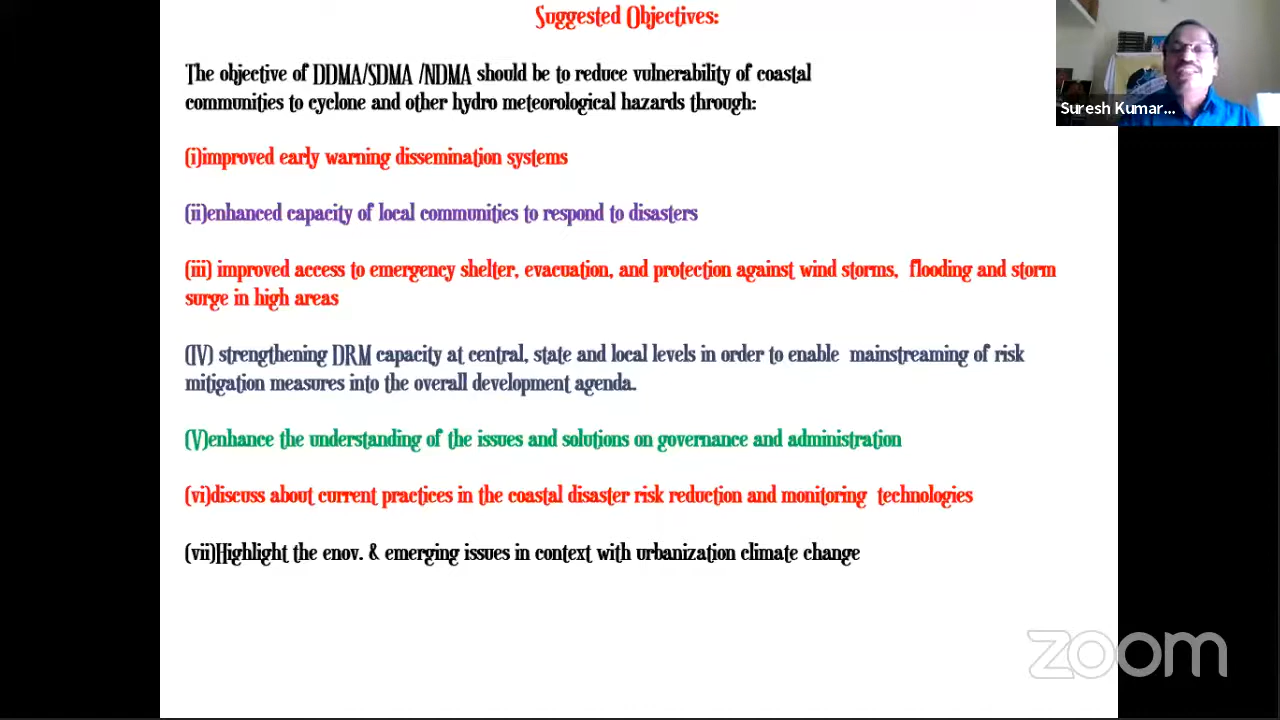 Suggested Objectives:
The objective of DDMA/SDMA /NDMA should be to reduce vulnerability of coastal
communities to cyclone and other hydro meteorological hazards through:
(i)improved early warning dissemination systems
(ii)enhanced capacity of local communities to respond to disasters
(iii) improved access to emergency shelter, evacuation, and protection against wind storms, flooding and storm
surge in high areas
(IV) strengthening DRM capacity at central, state and local levels in order to enable mainstreaming of risk
mitigation measures into the overall development agenda.
(V)enhance the understanding of the issues and solutions on governance and administration
(vi)discuss about current practices in the coastal disaster risk reduction and monitoring technologies
(vii)Highlight the enov. & emerging issues in context with urbanization climate change
Suresh Kumar...
zoom